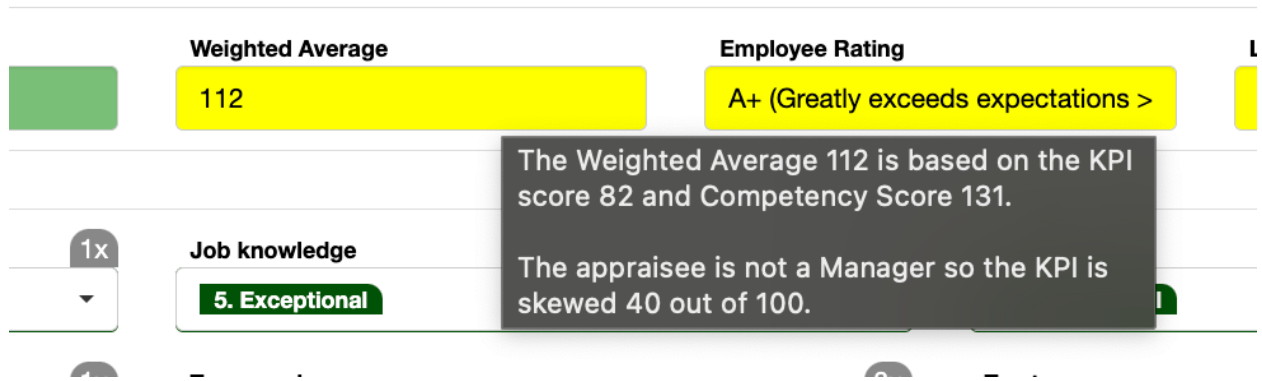 Weighted Average
Employee Rating
112
A+ (Greatly exceeds expectations >
The Weighted Average 112 is based on the KPI
score 82 and Competency Score 131.
The appraisee is not a Manager so the KPI is
skewed 40 out of 100.
1x
Job knowledge
5. Exceptional